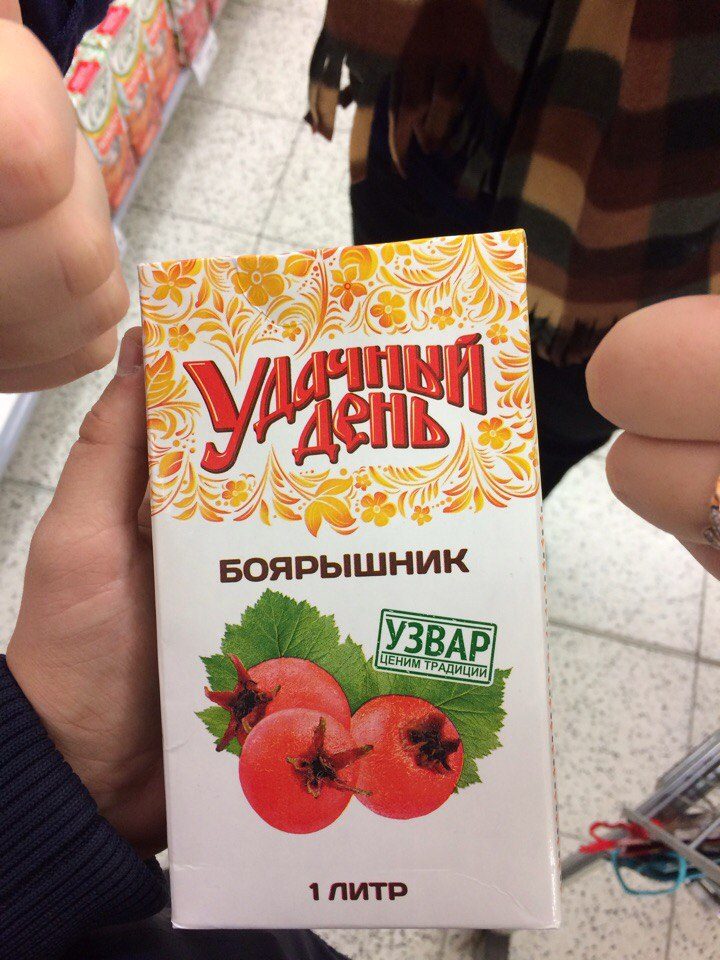 Удачный
день
БОЯРЫШНИК
УЗВАР
ЦЕНИМ ТРАДИЦИИ
1 ЛИТР